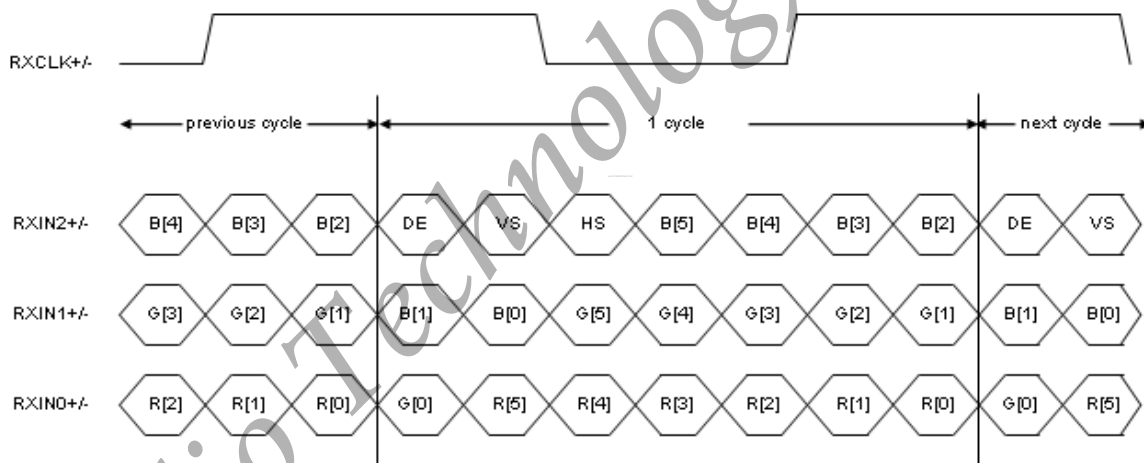 RXCLK+/-
previous cycle 1 cycle next cycle
RXIN2+/- B[4] B[3] B[2] DE VS HS B[5] B[4] B[3] B[2] DE VS
RXIN1+/- G[3] G[2] G[1] B[1] B[0] G[5] G[4] G[3] G[2] G[1] B[1] B[0]
RXIN0+/- R[2] R[1] R[0] G[0] R[5] R[4] R[3] R[2] R[1] R[0] G[0] R[5]
io Technology